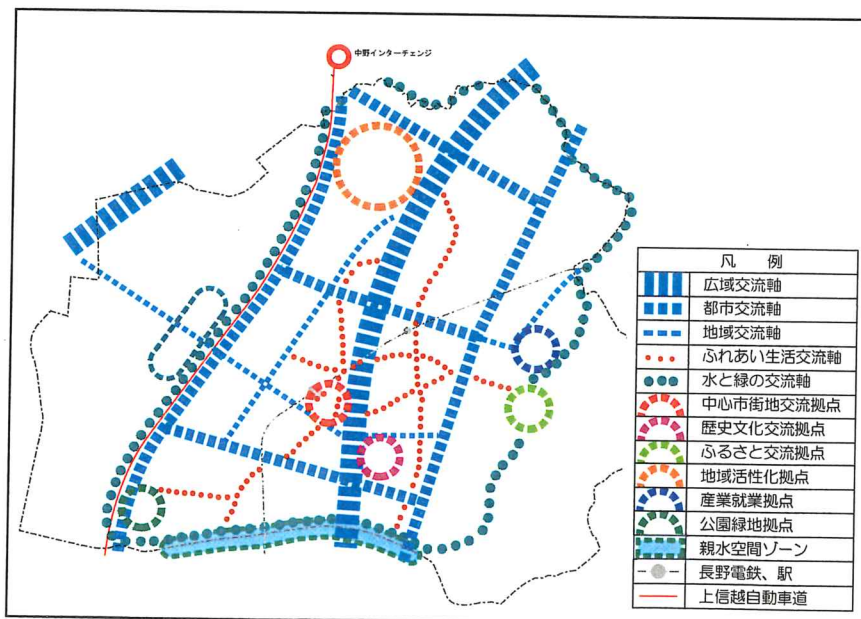 中野インターチェンジ
凡 例
広域交流軸
都市交流軸
地域交流軸
ふれあい生活交流軸
水と緑の交流軸
中心市街地交流拠点
歴史文化交流拠点
ふるさと交流拠点
地域活性化拠点
産業就業拠点
公園緑地拠点
親水空間ゾーン
長野電鉄、駅
上信越自動車道